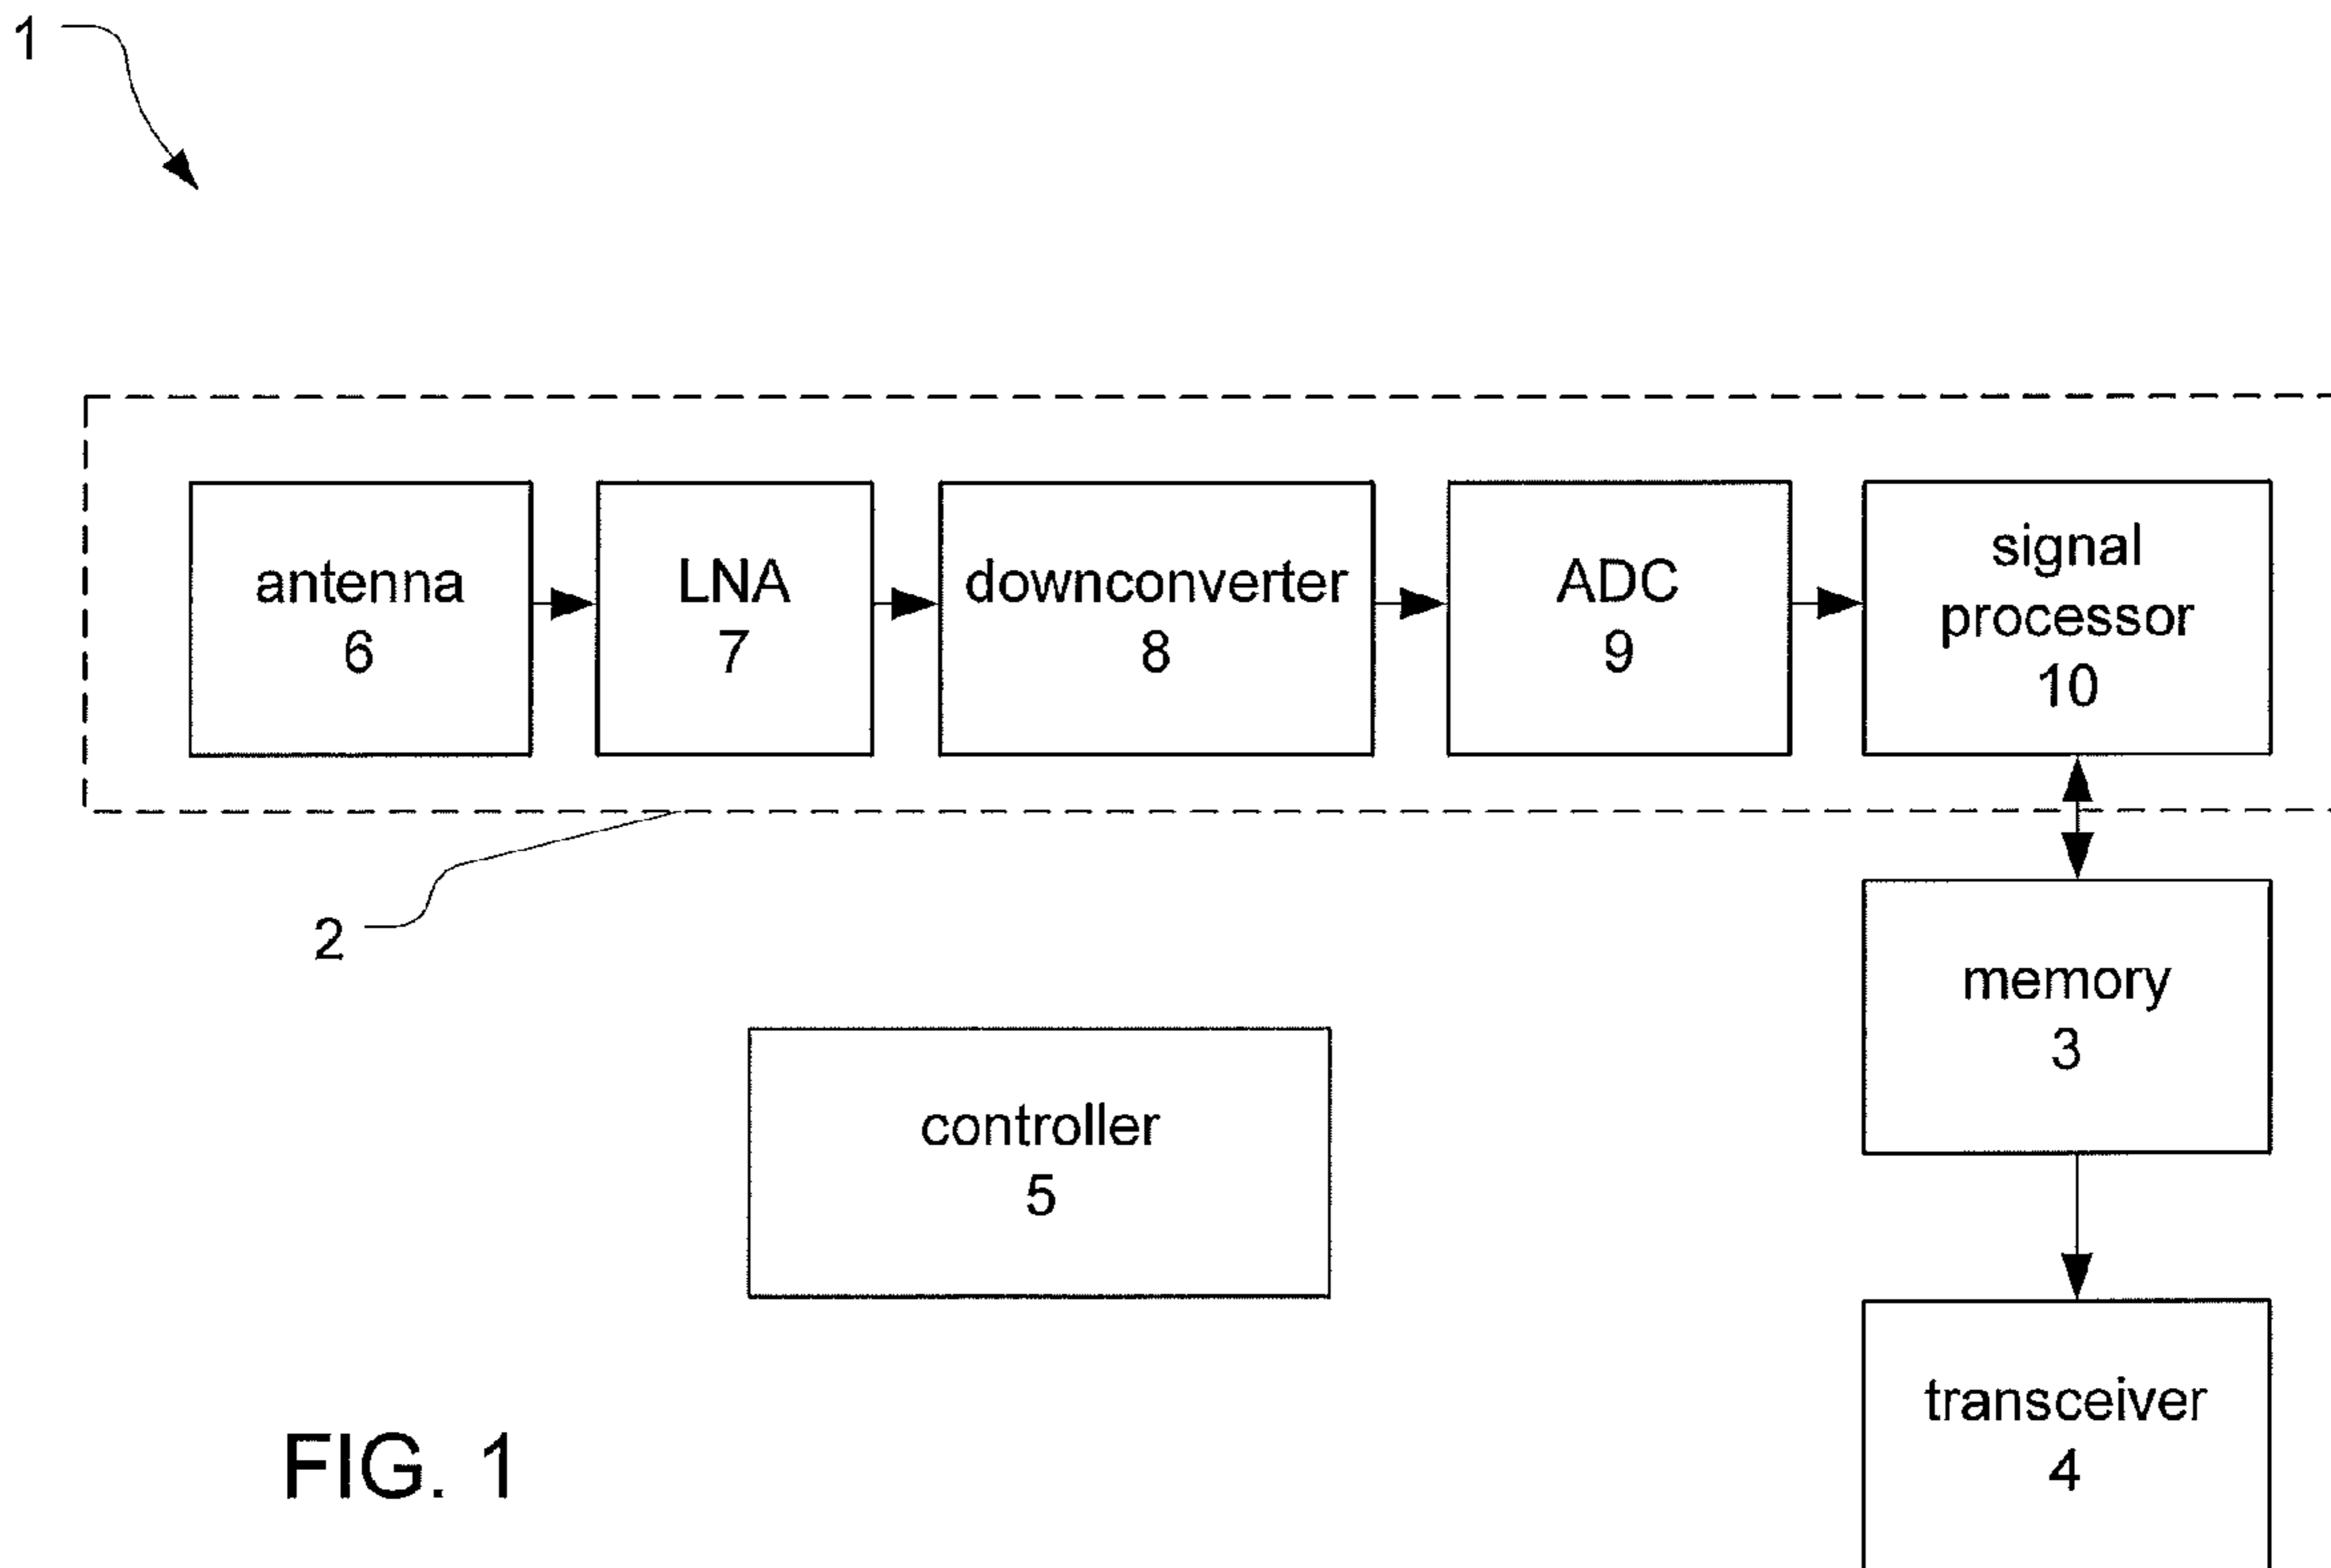 1
antenna
6
LNA
7
downconverter
8
ADC
9
signal
processor
10
2
memory
3
controller
5
transceiver
4
FIG. 1